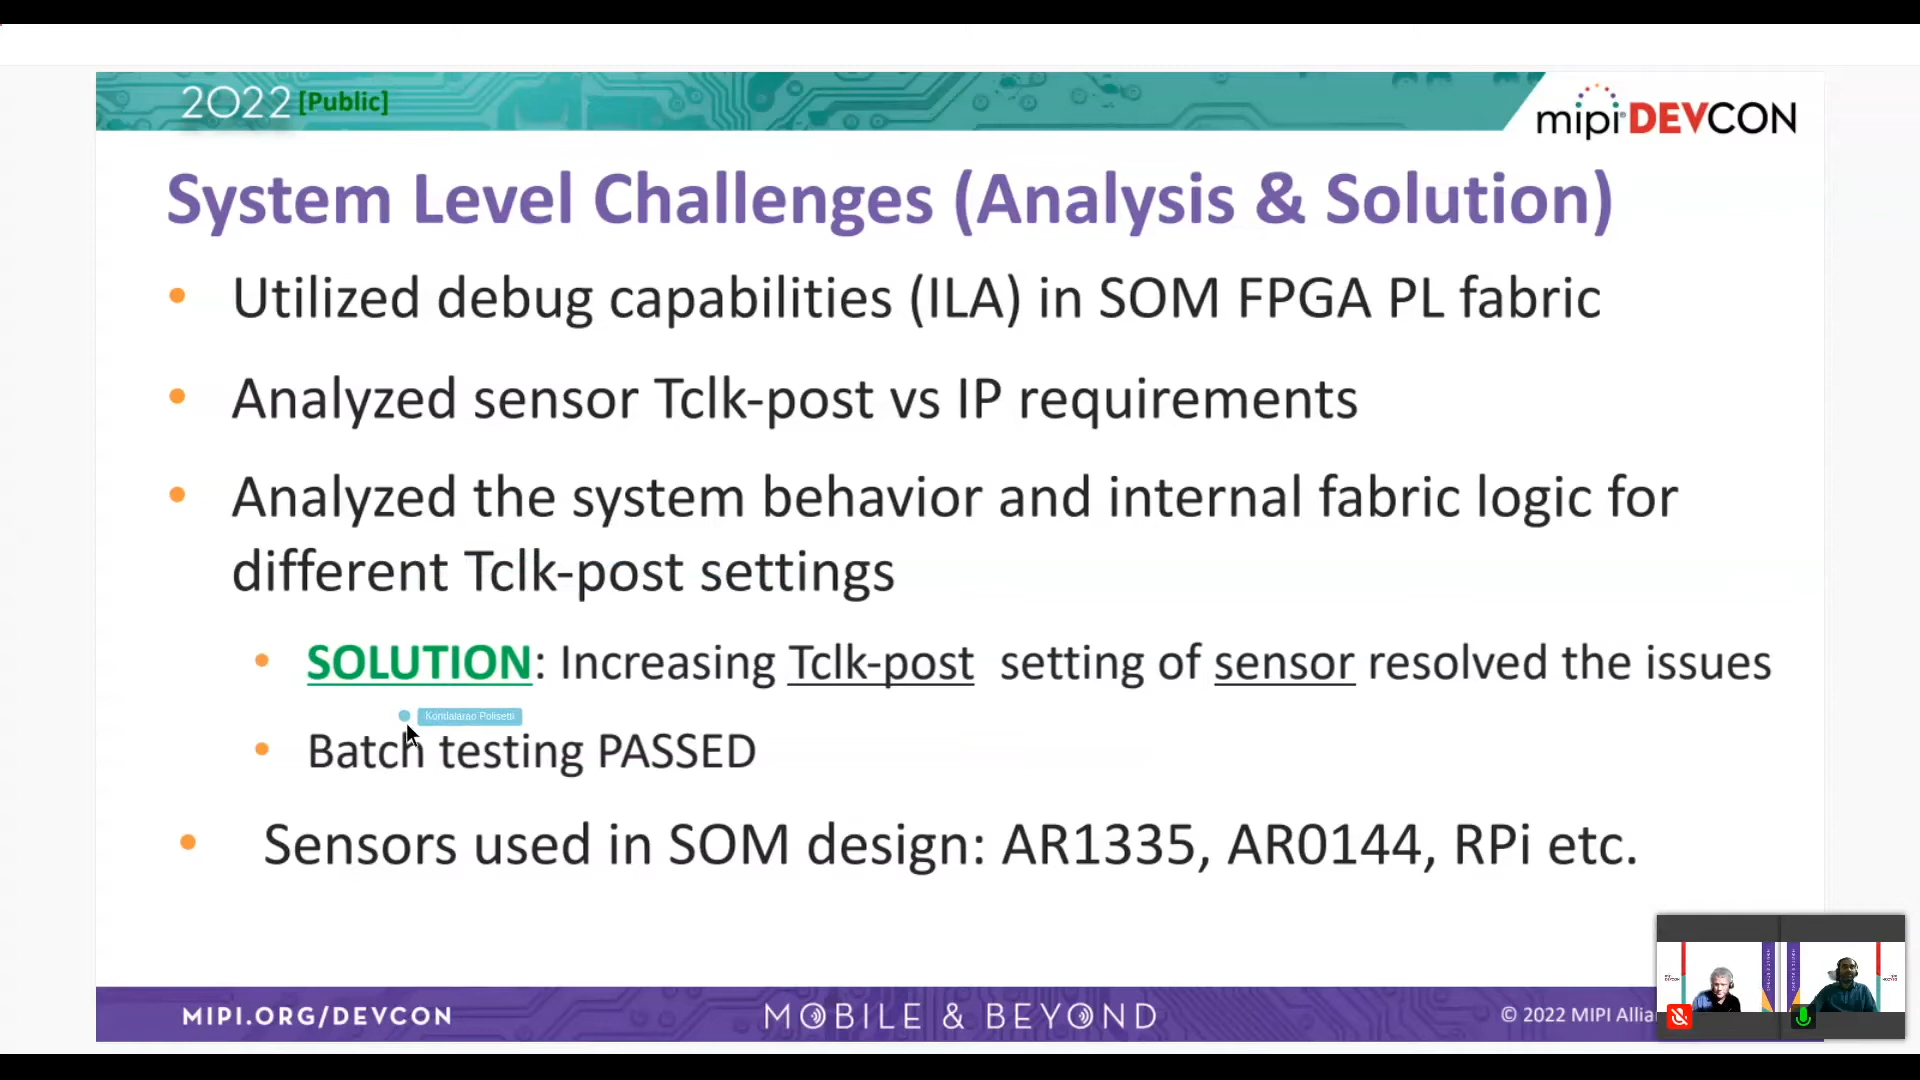 2022 [Public]
mipi DEVCON
System Level Challenges (Analysis & Solution)
• Utilized debug capabilities (ILA) in SOM FPGA PL fabric
• Analyzed sensor Tclk-post vs IP requirements
• Analyzed the system behavior and internal fabric logic for
different Tclk-post settings
• SOLUTION: Increasing Tclk-post setting of sensor resolved the issues
Kondalarao Polisetti
• Batch testing PASSED
• Sensors used in SOM design: AR1335, AR0144, RPi etc.
MIPI.ORG/DEVCON
MOBILE & BEYOND
© 2022 MIPI Allia